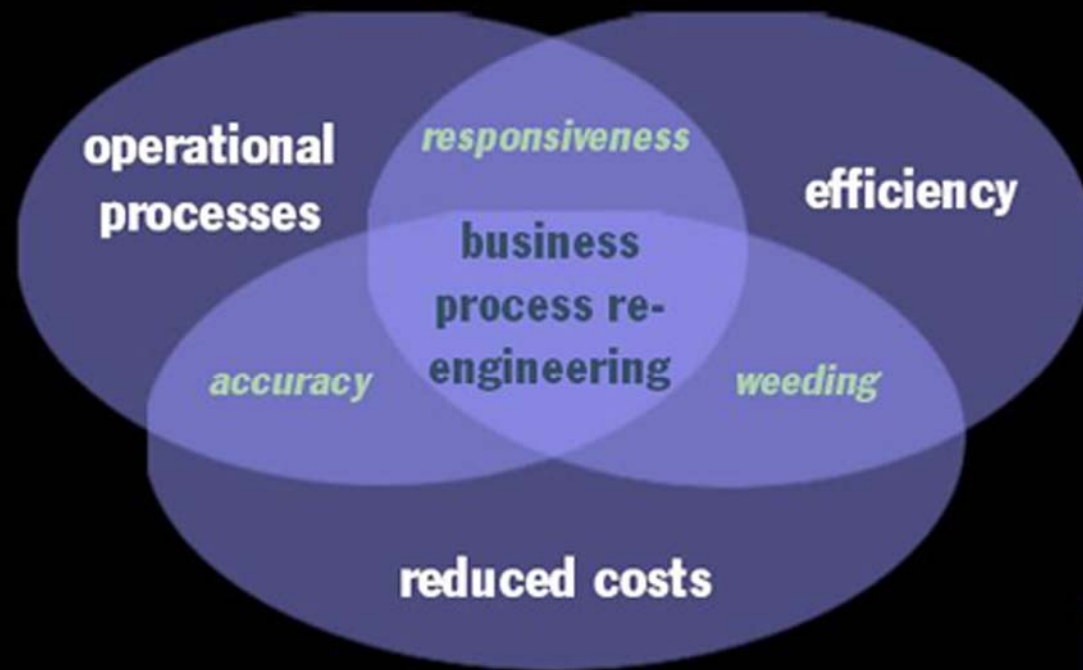 operational
processes
responsiveness
efficiency
business
process re-
engineering
accuracy
weeding
reduced costs